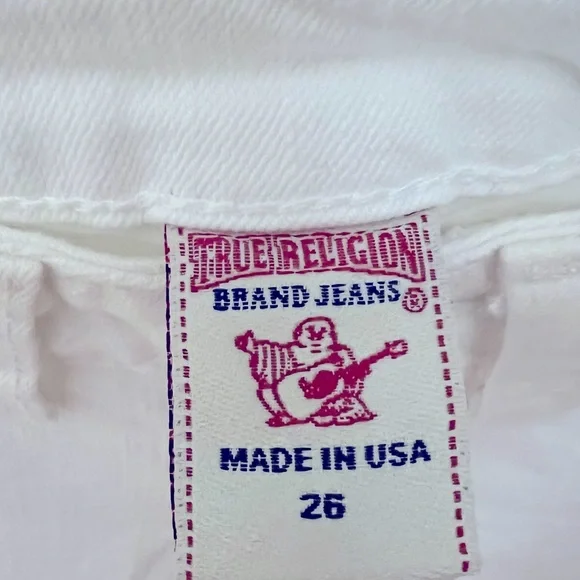 TRUE RELIGION
BRAND JEANS®
MADE IN USA
26